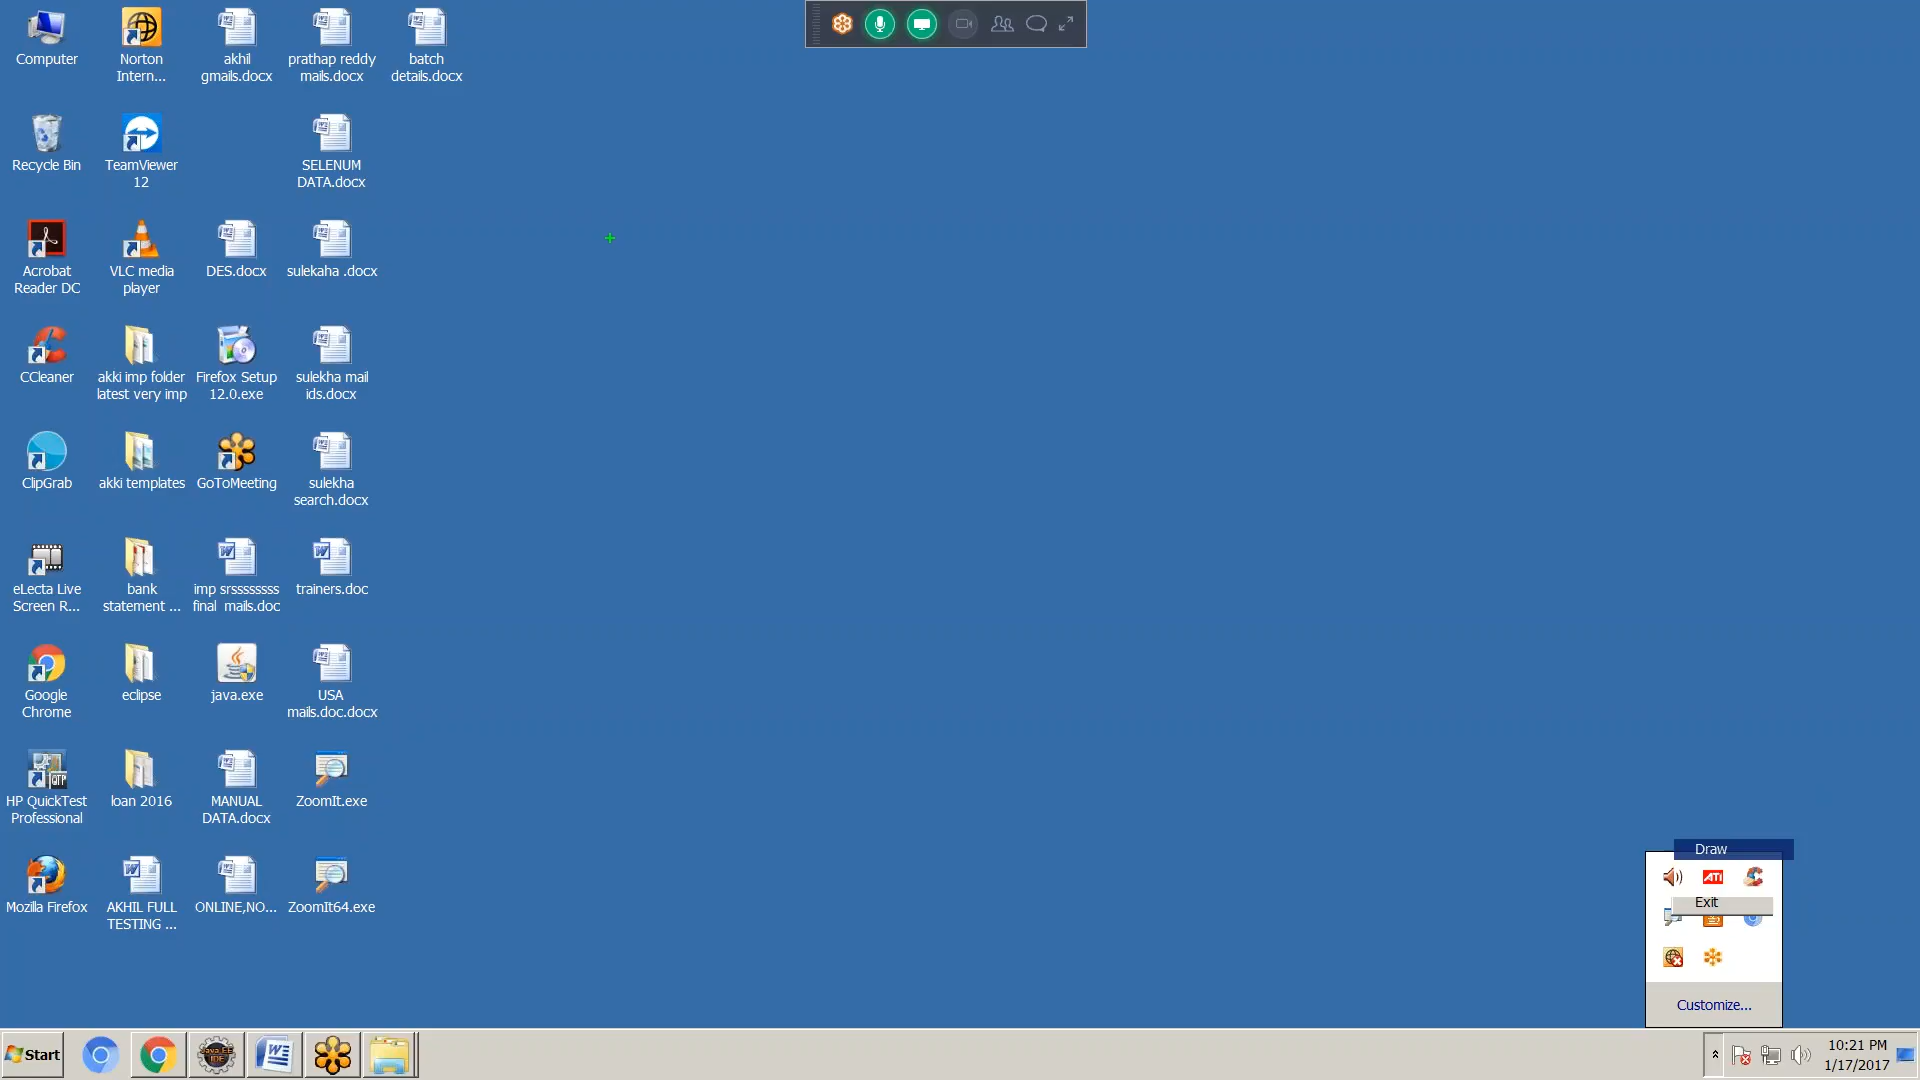 Computer
Norton
Intern...
akhil
gmails.docx
prathap reddy
mails.docx
batch
details.docx
Recycle Bin
TeamViewer
12
SELENUM
DATA.docx
Acrobat
Reader DC
VLC media
player
DES.docx
sulekaha .docx
CCleaner
akki imp folder
latest very imp
Firefox Setup
12.0.exe
sulekha mail
ids.docx
ClipGrab
akki templates
GoToMeeting
sulekha
search.docx
eLecta Live
Screen R...
bank
statement ...
imp srsssssssss
final mails.doc
trainers.doc
Google
Chrome
eclipse
java.exe
USA
mails.doc.docx
HP QuickTest
Professional
loan 2016
MANUAL
DATA.docx
ZoomIt.exe
Mozilla Firefox
AKHIL FULL
TESTING ...
ONLINE,NO...
ZoomIt64.exe
Draw
ATI
Exit
Customize...
Start
Java EE
IDE
10:21 PM
1/17/2017